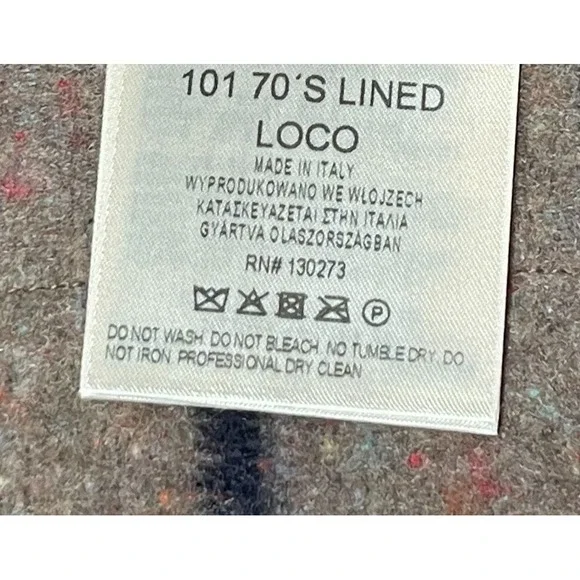 101 70´S LINED
LOCO
MADE IN ITALY
WYPRODUKOWANO WE WŁOJZECH
ΚΑΤΑΣΚΕΥΑΖΕΤΑΙ ΣΤΗΝ ΙΤΑΛΙΑ
GYÁRTVA OLASZORSZÁGBAN
RN# 130273
P
DO NOT WASH DO NOT BLEACH NO TUMBLE DRY. DO
NOT IRON PROFESSIONAL DRY CLEAN